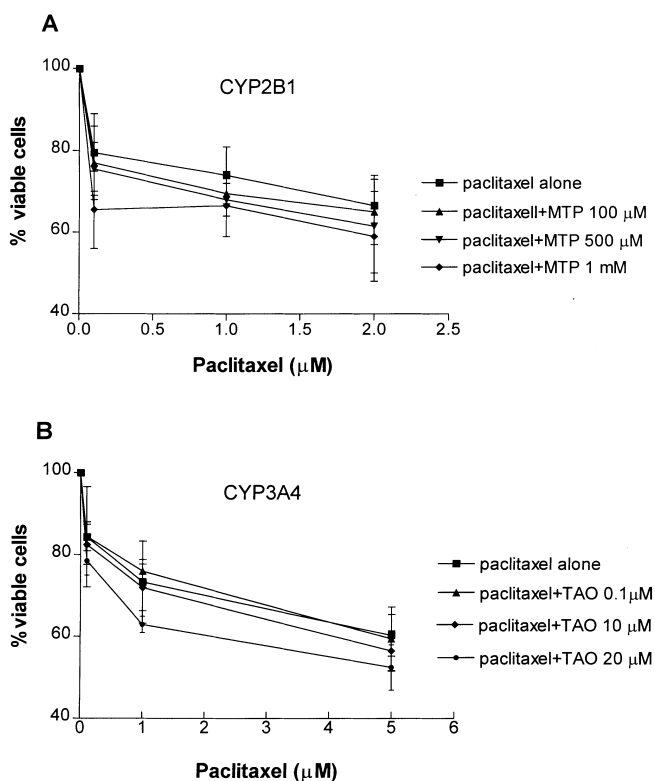 A
CYP2B1
100
80
60
40
% viable cells
0.0 0.5 1.0 1.5 2.0 2.5
Paclitaxel (μM)
paclitaxel alone
paclitaxell+MTP 100 μM
paclitaxel+MTP 500 μM
paclitaxel+MTP 1 mM
B
CYP3A4
100
80
60
40
% viable cells
0 1 2 3 4 5 6
Paclitaxel (μM)
paclitaxel alone
paclitaxel+TAO 0.1μM
paclitaxel+TAO 10 μM
paclitaxel+TAO 20 μM